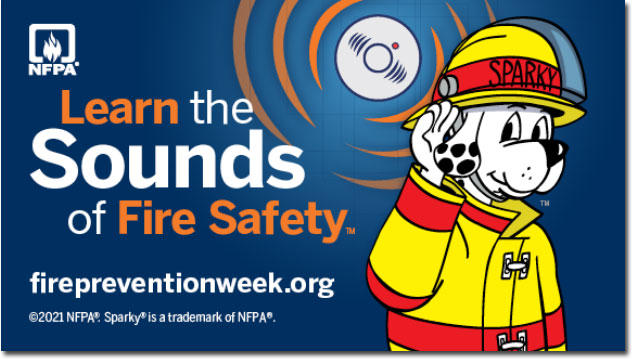 NFPA®
SPARKY
Learn the
Sounds
of Fire Safety™
TM
firepreventionweek.org
©2021 NFPA®. Sparky® is a trademark of NFPA®.